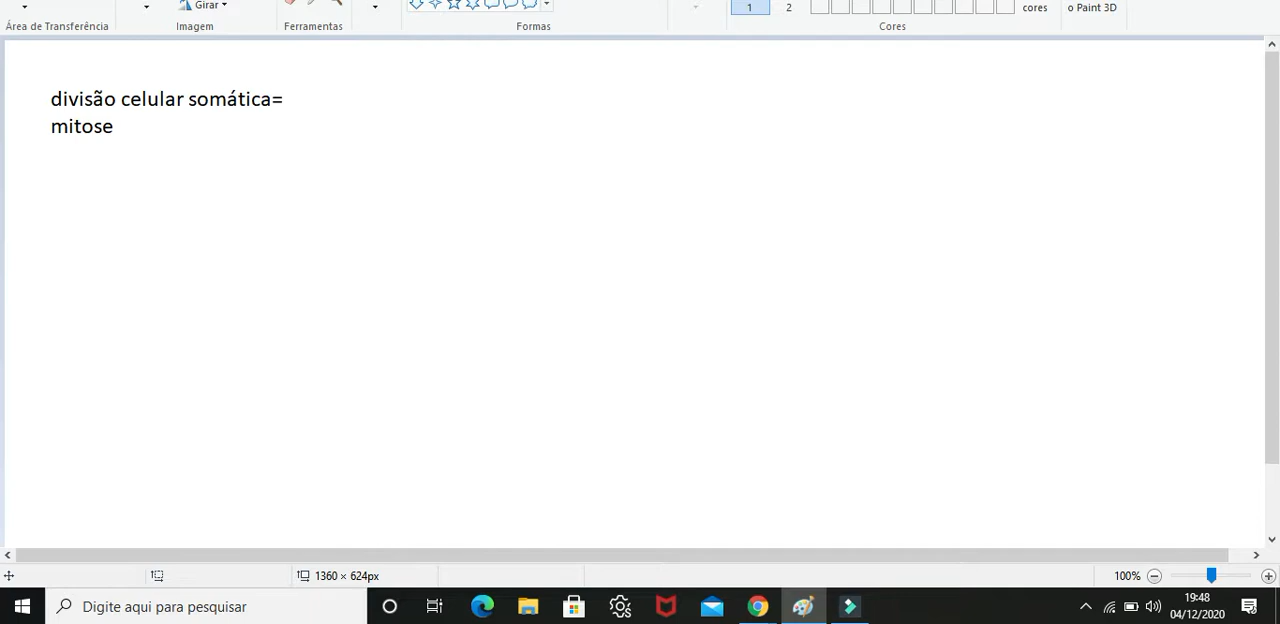 Girar
Área de Transferência
Imagem
Ferramentas
Formas
1
2
cores
o Paint 3D
Cores
divisão celular somática=
mitose
1360 × 624px
100%
Digite aqui para pesquisar
19:48
04/12/2020